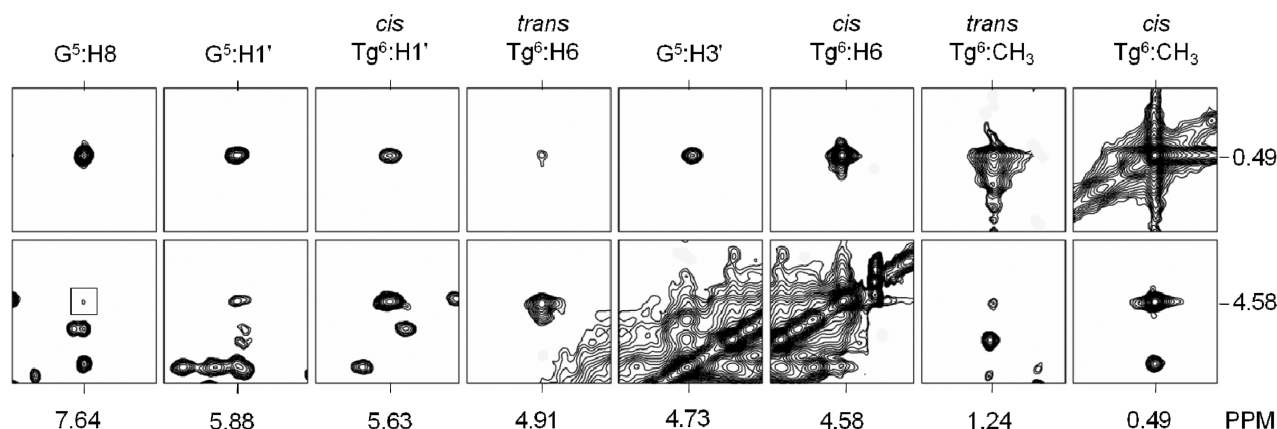 cis trans cis trans cis
G⁵:H8 G⁵:H1' Tg⁶:H1' Tg⁶:H6 G⁵:H3' Tg⁶:H6 Tg⁶:CH₃ Tg⁶:CH₃
0.49
4.58
7.64 5.88 5.63 4.91 4.73 4.58 1.24 0.49 PPM